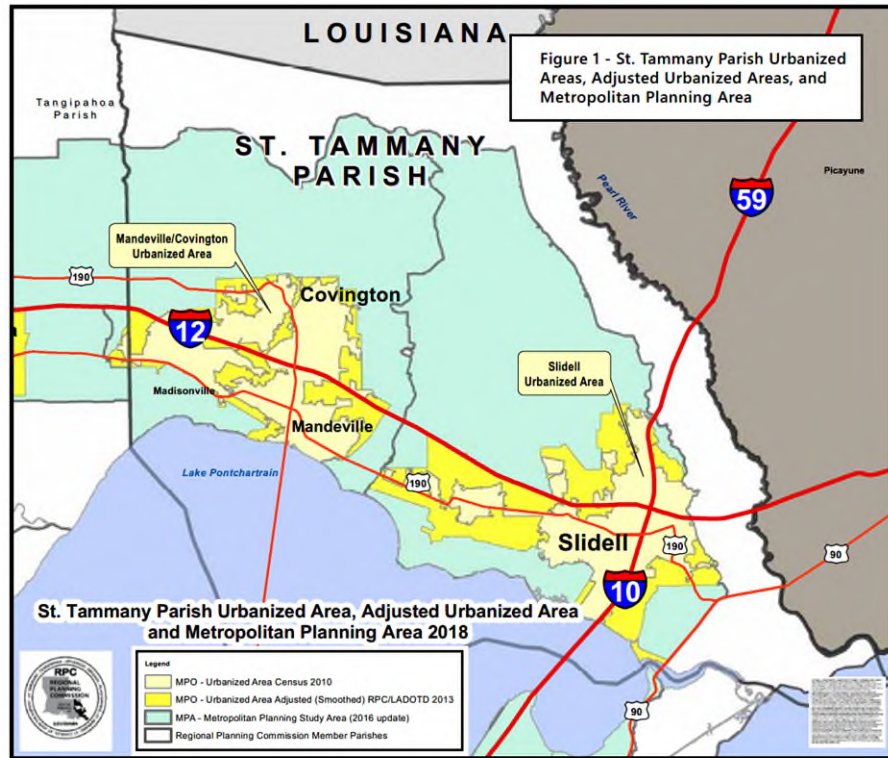 LOUISIANA
Figure 1 - St. Tammany Parish Urbanized
Areas, Adjusted Urbanized Areas, and
Metropolitan Planning Area
Tangipahoa
Parish
ST. TAMMANY
PARISH
Pearl River
Picayune
59
Mandeville/Covington
Urbanized Area
190
Covington
12
Slidell
Urbanized Area
Madisonville
Mandeville
Lake Pontchartrain
190
Slidell
190
90
10
St. Tammany Parish Urbanized Area, Adjusted Urbanized Area
and Metropolitan Planning Area 2018
RPC
REGIONAL
PLANNING
COMMISSION
Legend
MPO - Urbanized Area Census 2010
MPO - Urbanized Area Adjusted (Smoothed) RPC/LADOTD 2013
MPA - Metropolitan Planning Study Area (2016 update)
Regional Planning Commission Member Parishes
90